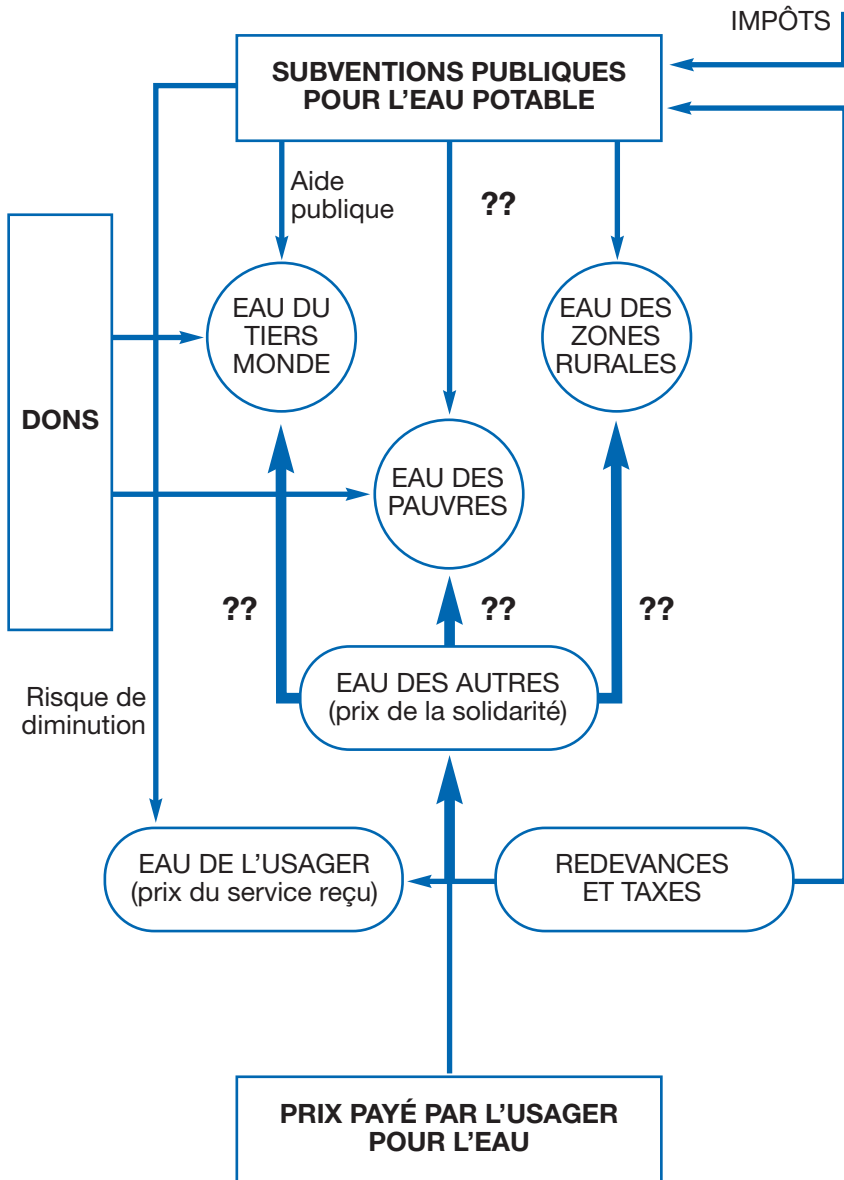 IMPÔTS
SUBVENTIONS PUBLIQUES
POUR L'EAU POTABLE
Aide
publique
??
EAU DU
TIERS
MONDE
EAU DES
ZONES
RURALES
DONS
EAU DES
PAUVRES
??
??
??
EAU DES AUTRES
(prix de la solidarité)
Risque de
diminution
EAU DE L'USAGER
(prix du service reçu)
REDEVANCES
ET TAXES
PRIX PAYÉ PAR L'USAGER
POUR L'EAU